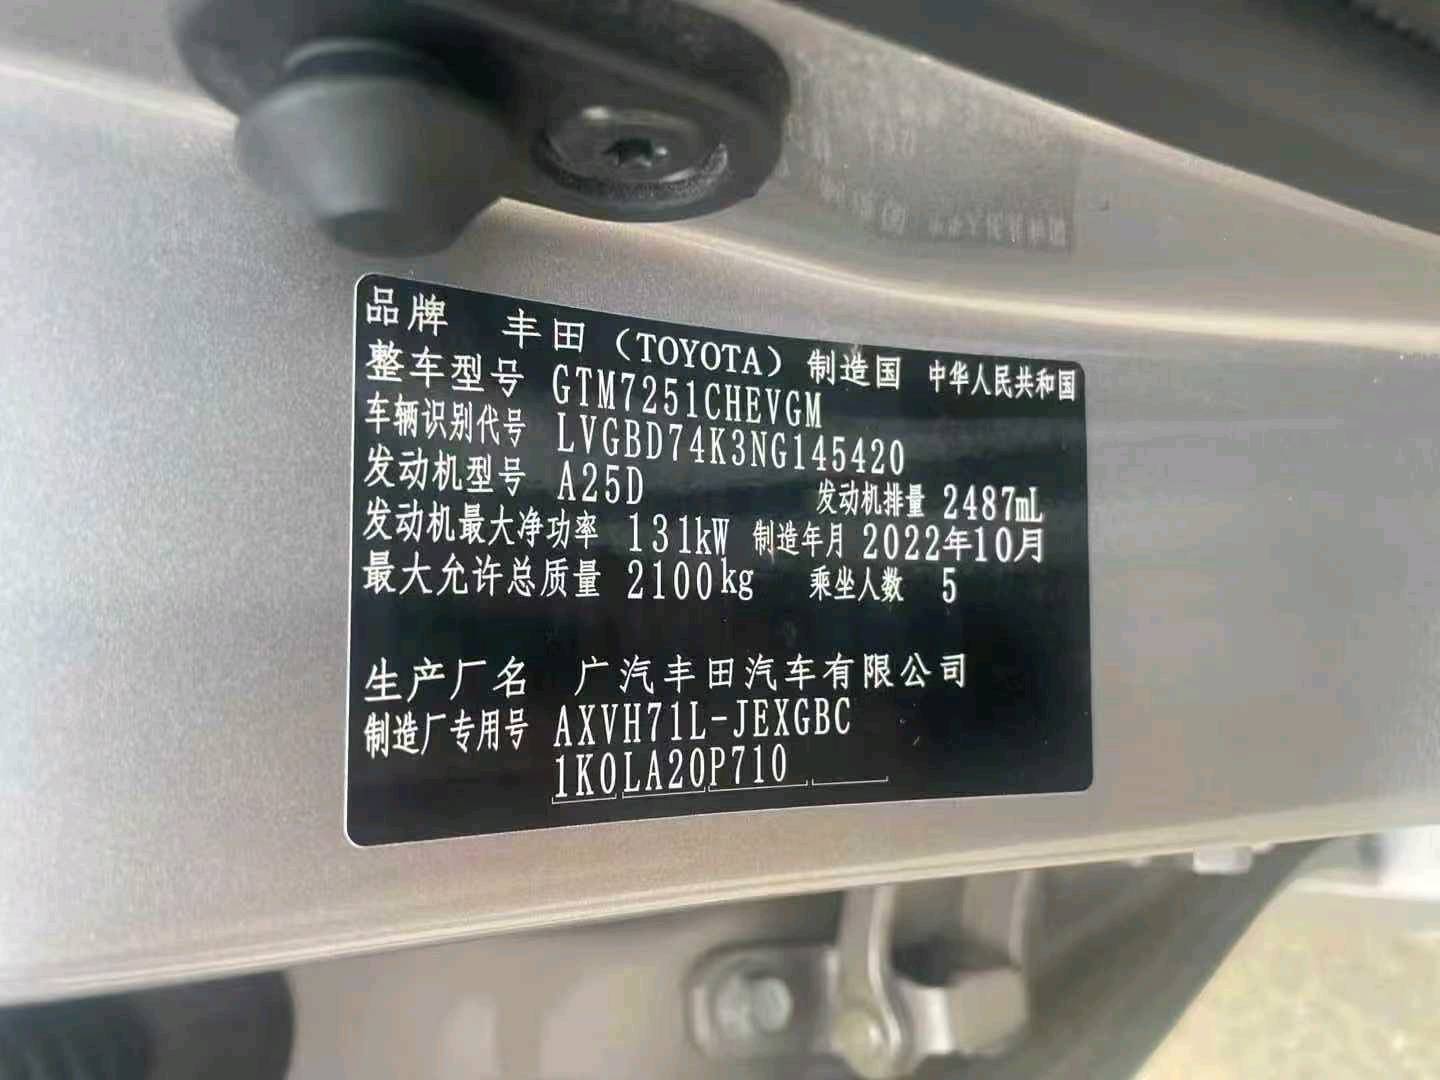 品牌 丰田（TOYOTA）制造国 中华人民共和国
整车型号 GTM7251CHEVGM
车辆识别代号 LVGBD74K3NG145420
发动机型号 A25D 发动机排量 2487mL
发动机最大净功率 131kW 制造年月 2022年10月
最大允许总质量 2100kg 乘坐人数 5
生产厂名 广汽丰田汽车有限公司
制造厂专用号 AXVH71L-JEXGBC
1K0LA20P710